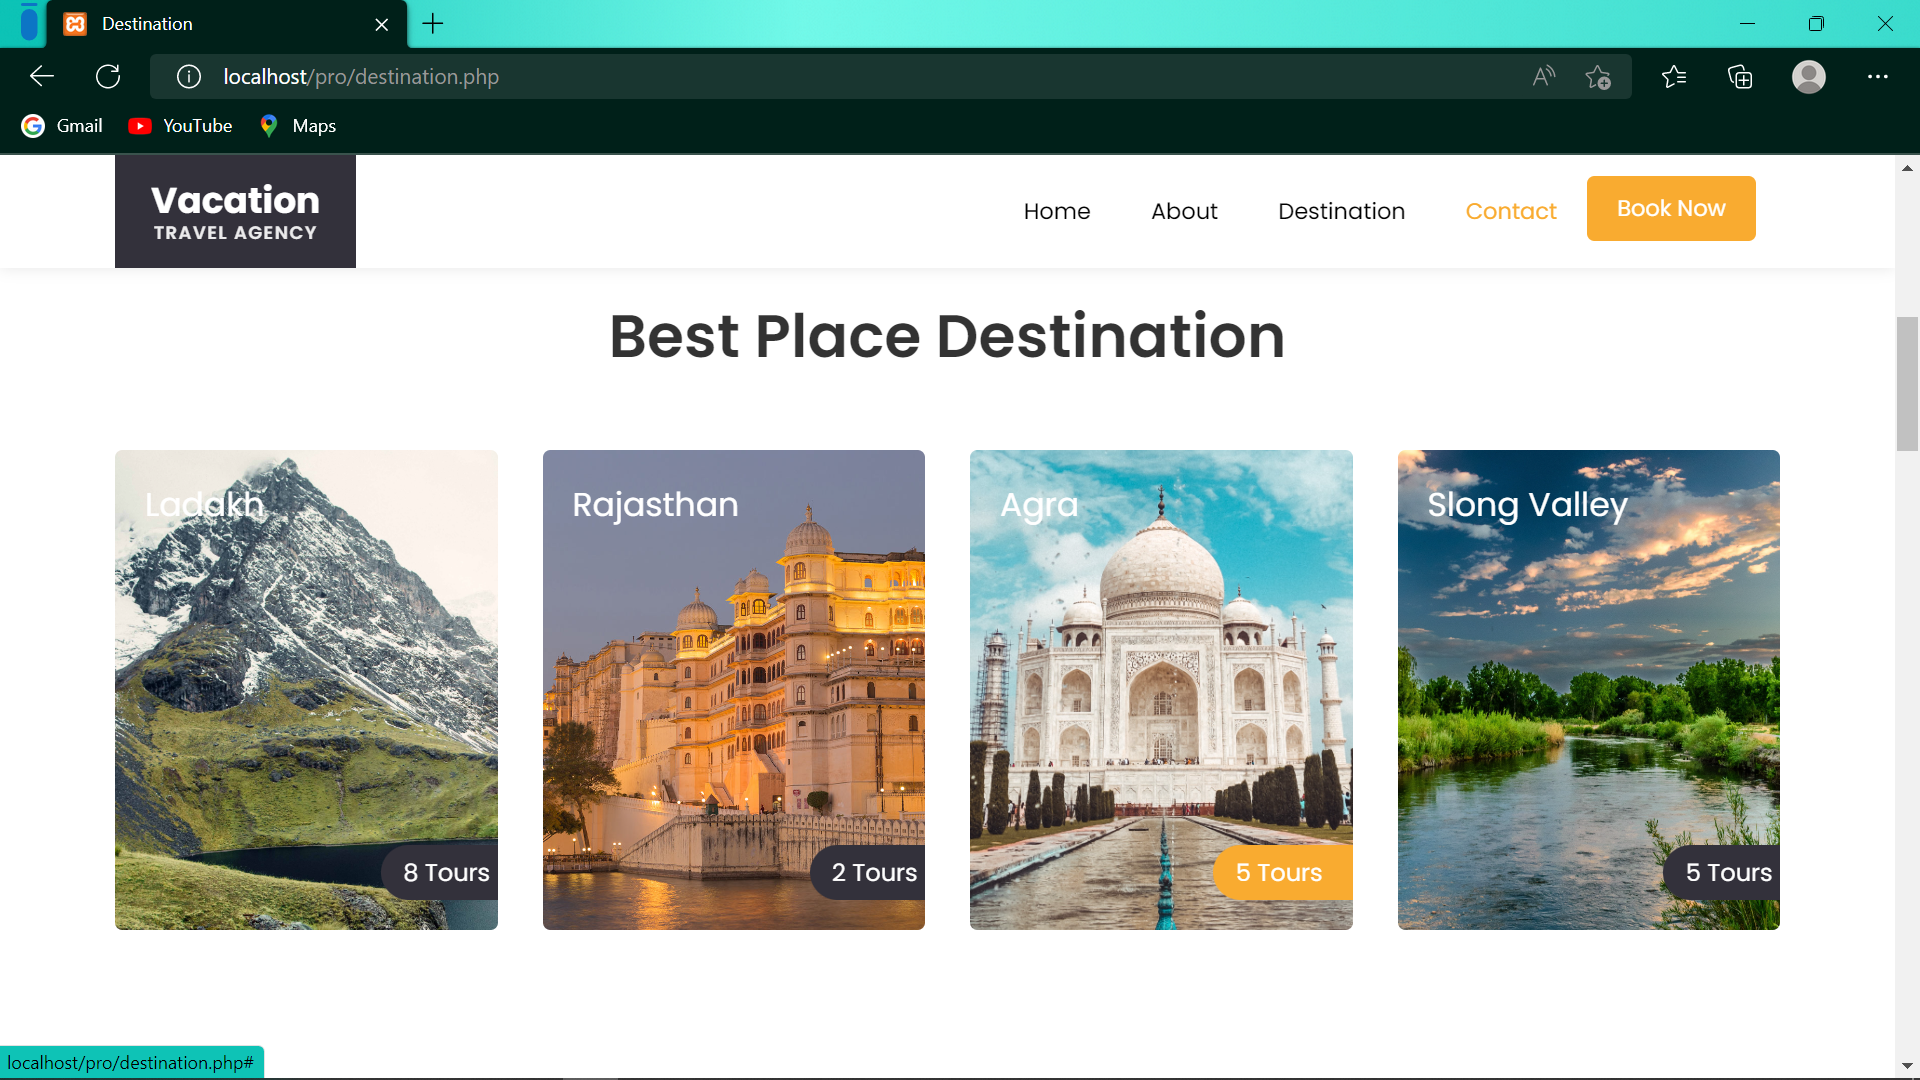 Destination
localhost/pro/destination.php
Gmail YouTube Maps
Vacation
TRAVEL AGENCY
Home About Destination Contact Book Now
Best Place Destination
Ladakh Rajasthan Agra Slong Valley
8 Tours 2 Tours 5 Tours 5 Tours
localhost/pro/destination.php#